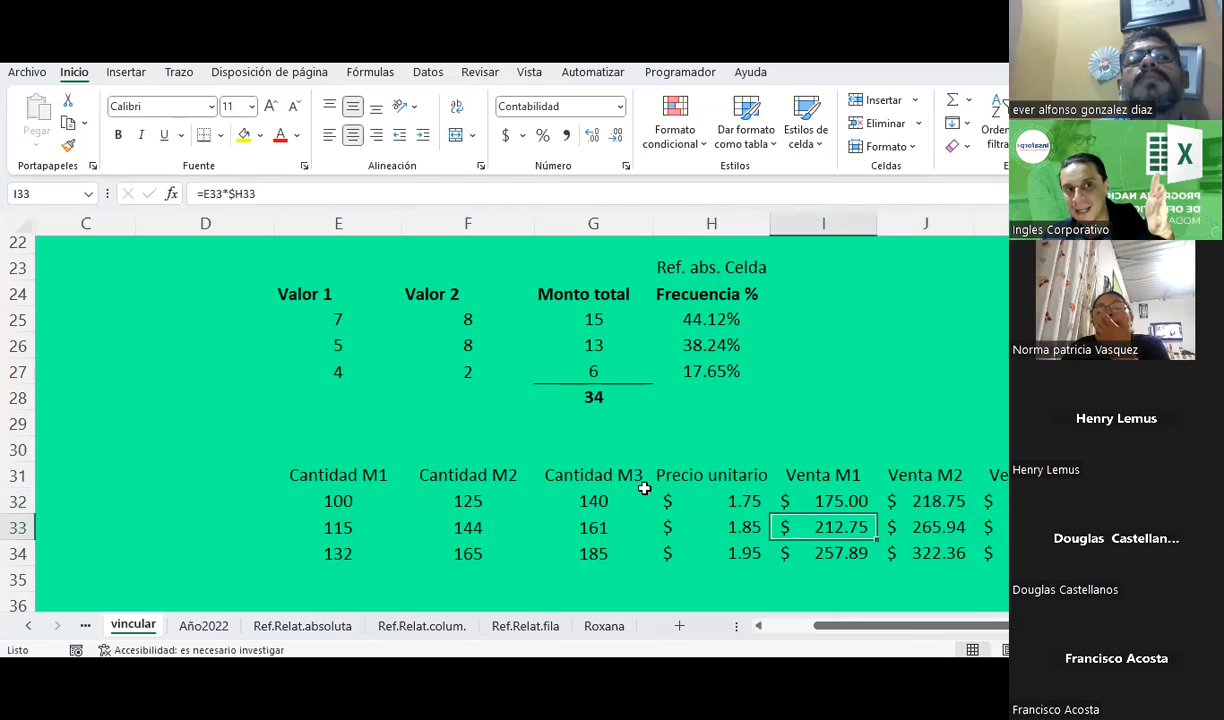 Archivo Inicio Insertar Trazo Disposición de página Fórmulas Datos Revisar Vista Automatizar Programador Ayuda
Pegar
Calibri 11
N K S
Contabilidad
$ % ,
Formato condicional
Dar formato como tabla
Estilos de celda
Insertar
Eliminar
Formato
Portapapeles Fuente Alineación Número Estilos Celdas
I33 fx =E33*$H33
C D E F G H I J
22
23 Ref. abs. Celda
24 Valor 1 Valor 2 Monto total Frecuencia %
25 7 8 15 44.12%
26 5 8 13 38.24%
27 4 2 6 17.65%
28 34
29
30
31 Cantidad M1 Cantidad M2 Cantidad M3 Precio unitario Venta M1 Venta M2 Ve
32 100 125 140 $ 1.75 $ 175.00 $ 218.75 $
33 115 144 161 $ 1.85 $ 212.75 $ 265.94 $
34 132 165 185 $ 1.95 $ 257.89 $ 322.36 $
35
36
vincular Año2022 Ref.Relat.absoluta Ref.Relat.colum. Ref.Relat.fila Roxana
Listo Accesibilidad: es necesario investigar
ever alfonso gonzalez diaz
Ingles Corporativo
Norma patricia Vasquez
Henry Lemus
Henry Lemus
Douglas Castellan...
Douglas Castellanos
Francisco Acosta
Francisco Acosta